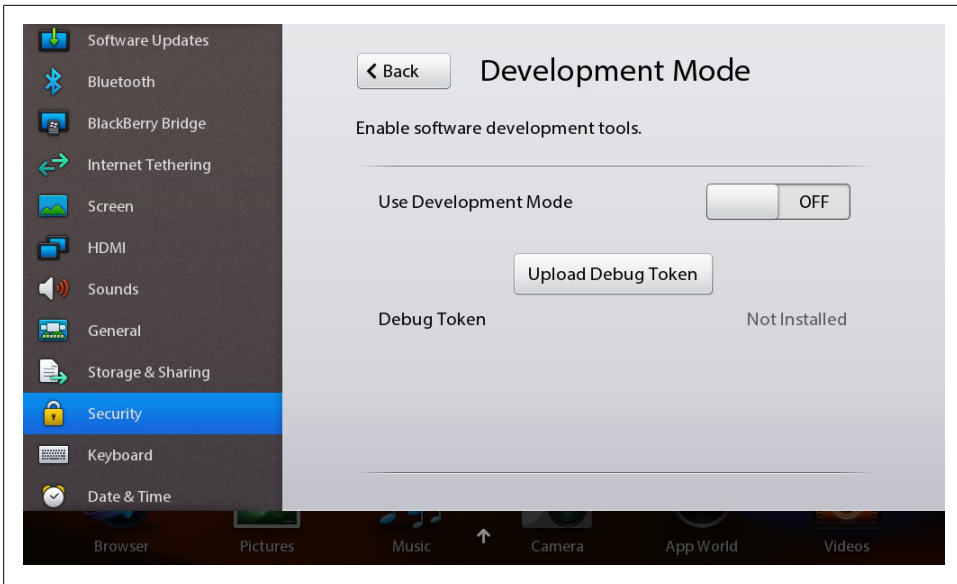 Software Updates
Bluetooth
BlackBerry Bridge
Internet Tethering
Screen
HDMI
Sounds
General
Storage & Sharing
Security
Keyboard
Date & Time
Back
Development Mode
Enable software development tools.
Use Development Mode
OFF
Upload Debug Token
Debug Token
Not Installed
Browser
Pictures
Music
Camera
App World
Videos